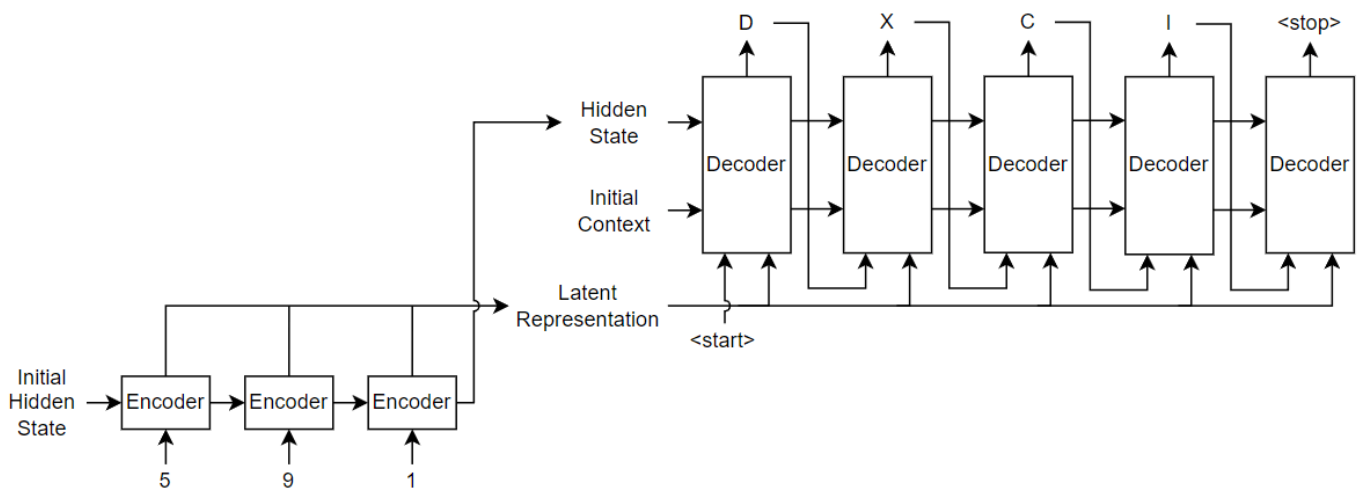 D X C I <stop>
Hidden
State
Decoder Decoder Decoder Decoder Decoder
Initial
Context
Latent
Representation
<start>
Initial
Hidden
State
Encoder Encoder Encoder
5 9 1